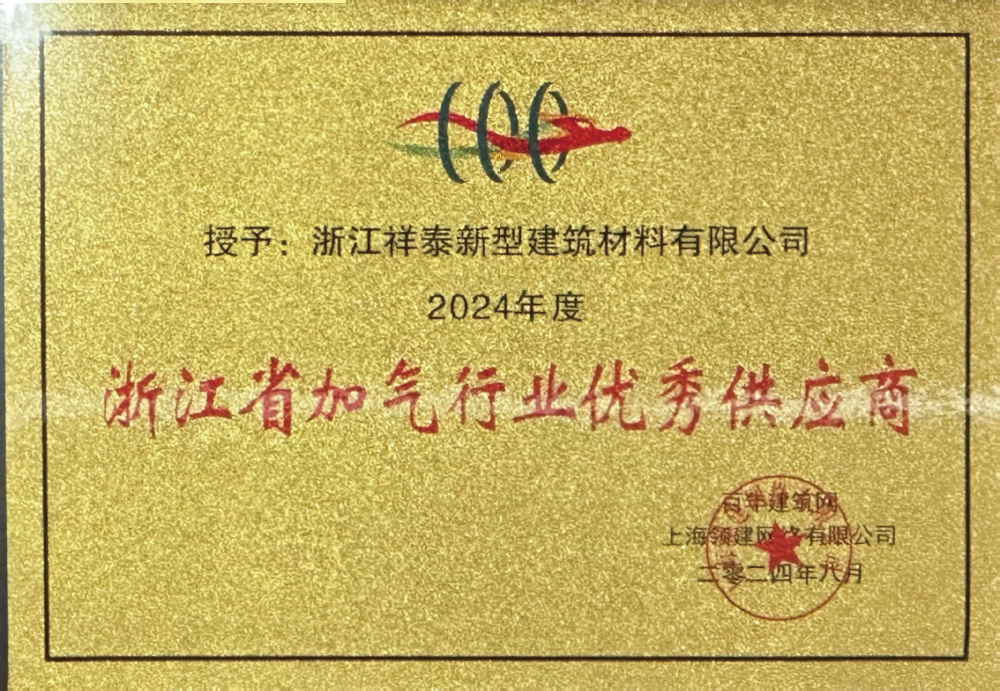 授予：浙江祥泰新型建筑材料有限公司
2024年度
浙江省加气行业优秀供应商
百年建筑网
上海领建网络有限公司
二零二四年八月